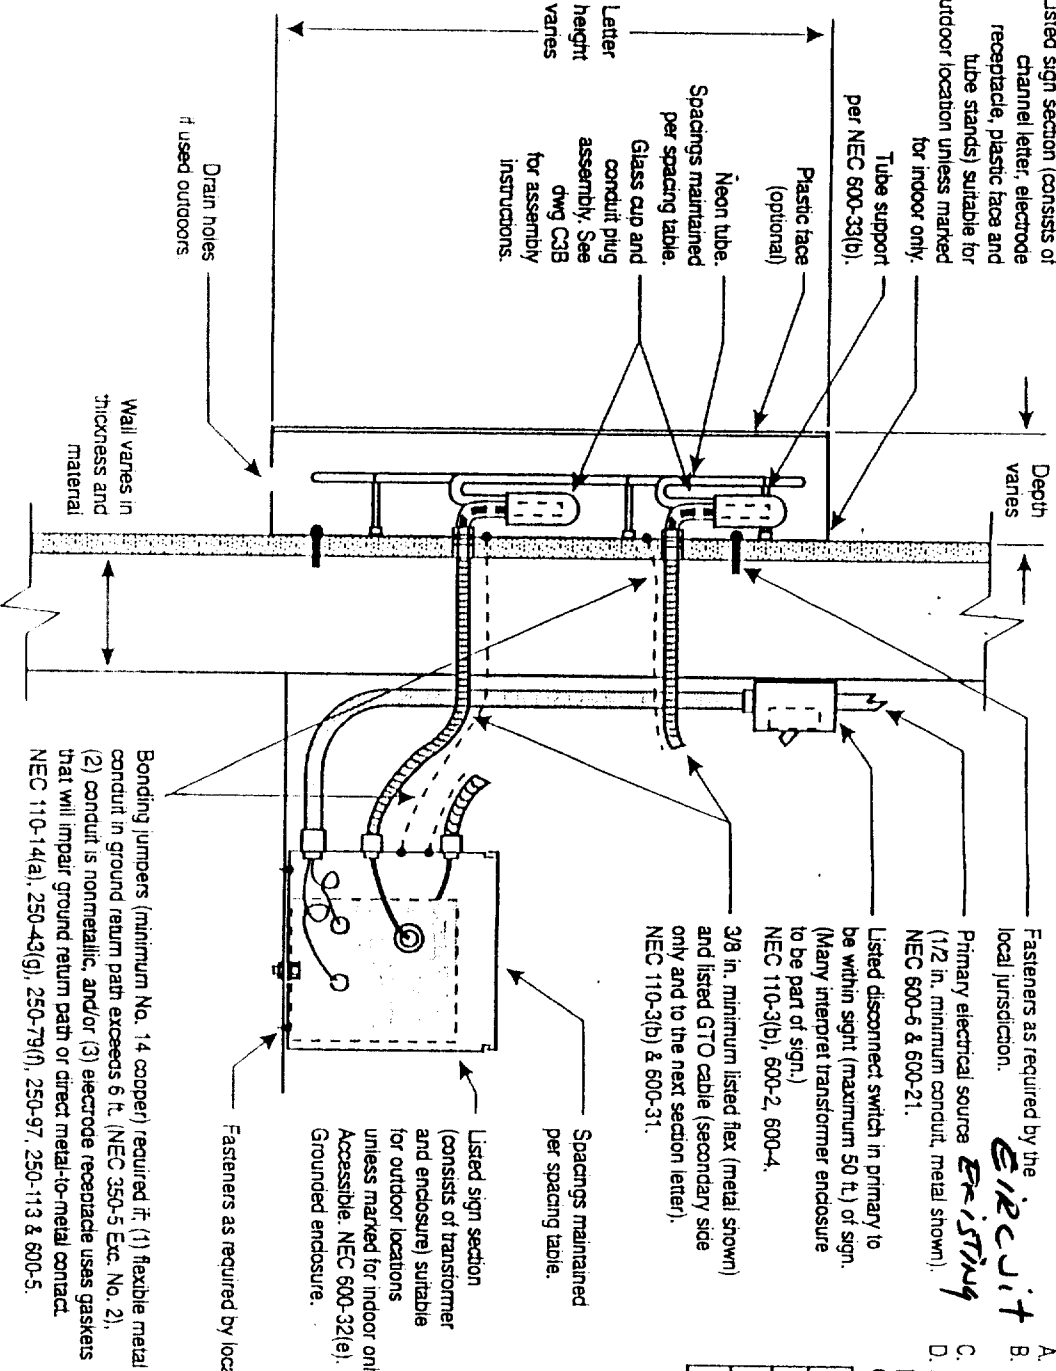 Listed sign section (consists of
channel letter, electrode
receptacle, plastic face and
tube stands) suitable for
outdoor location unless marked
for indoor only.
Tube support
per NEC 600-33(b).
Plastic face
(optional)
Neon tube.
Spacings maintained
per spacing table.
Glass cup and
conduit plug
assembly. See
dwg C3B
for assembly
instructions.
Letter
height
varies
Drain holes
if used outdoors.
Depth
varies
Wall varies in
thickness and
material
Fasteners as required by the
local jurisdiction.
EIRCUIT
EXISTING
Primary electrical source
(1/2 in. minimum conduit, metal shown).
NEC 600-6 & 600-21.
Listed disconnect switch in primary to
be within sight (maximum 50 ft.) of sign.
(Many interpret transformer enclosure
to be part of sign.)
NEC 110-3(b), 600-2, 600-4.
3/8 in. minimum listed flex (metal shown)
and listed GTO cable (secondary side
only and to the next section letter).
NEC 110-3(b) & 600-31.
Spacings maintained
per spacing table.
Listed sign section
(consists of transformer
and enclosure) suitable
for outdoor locations
unless marked for indoor onl
Accessible. NEC 600-32(e).
Grounded enclosure.
Fasteners as required by loca
Bonding jumpers (minimum No. 14 copper) required if; (1) flexible metal
conduit in ground return path exceeds 6 ft. (NEC 350-5 Exc. No. 2),
(2) conduit is nonmetallic, and/or (3) electrode receptacle uses gaskets
that will impair ground return path or direct metal-to-metal contact.
NEC 110-14(a), 250-43(g), 250-79(f), 250-97, 250-113 & 600-5.
A.
B.
C.
D.